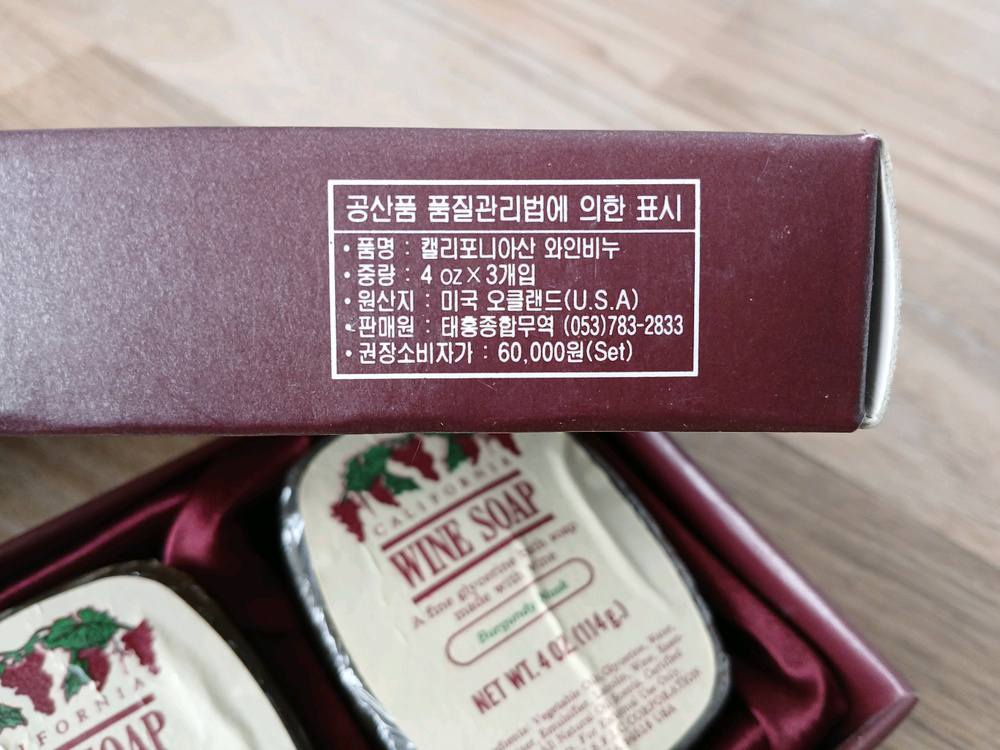 공산품 품질관리법에 의한 표시
• 품명 : 캘리포니아산 와인비누
• 중량 : 4 oz × 3개입
• 원산지 : 미국 오클랜드(U.S.A)
• 판매원 : 태홍종합무역 (053)783-2833
• 권장소비자가 : 60,000원(Set)
CALIFORNIA
WINE SOAP
A fine glycerine bath soap
made with wine
Burgundy Musk
NET WT. 4 OZ. (114 g.)
IFORNIA
SOAP